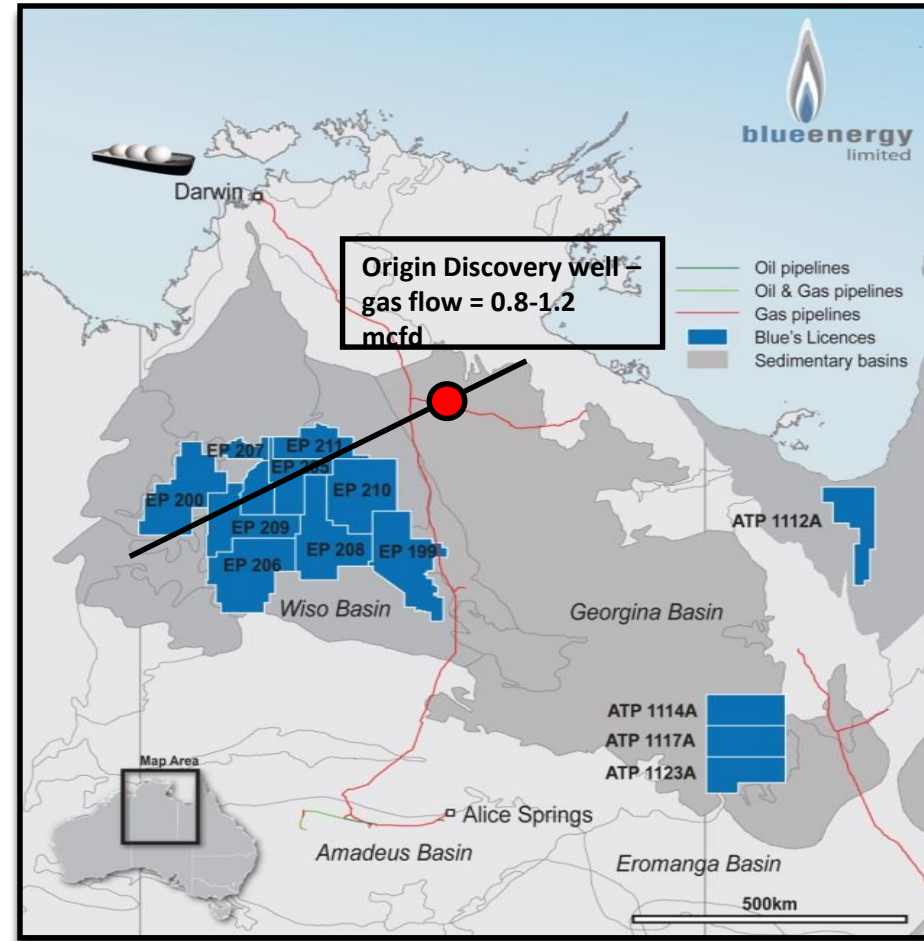 blueenergy
limited
Darwin
Origin Discovery well –
gas flow = 0.8-1.2
mcfd
Oil pipelines
Oil & Gas pipelines
Gas pipelines
Blue's Licences
Sedimentary basins
EP 207
EP 211
EP 205
EP 200
EP 210
EP 209
EP 206
EP 208
EP 199
ATP 1112A
Wiso Basin
Georgina Basin
ATP 1114A
ATP 1117A
ATP 1123A
Map Area
Alice Springs
Amadeus Basin
Eromanga Basin
500km